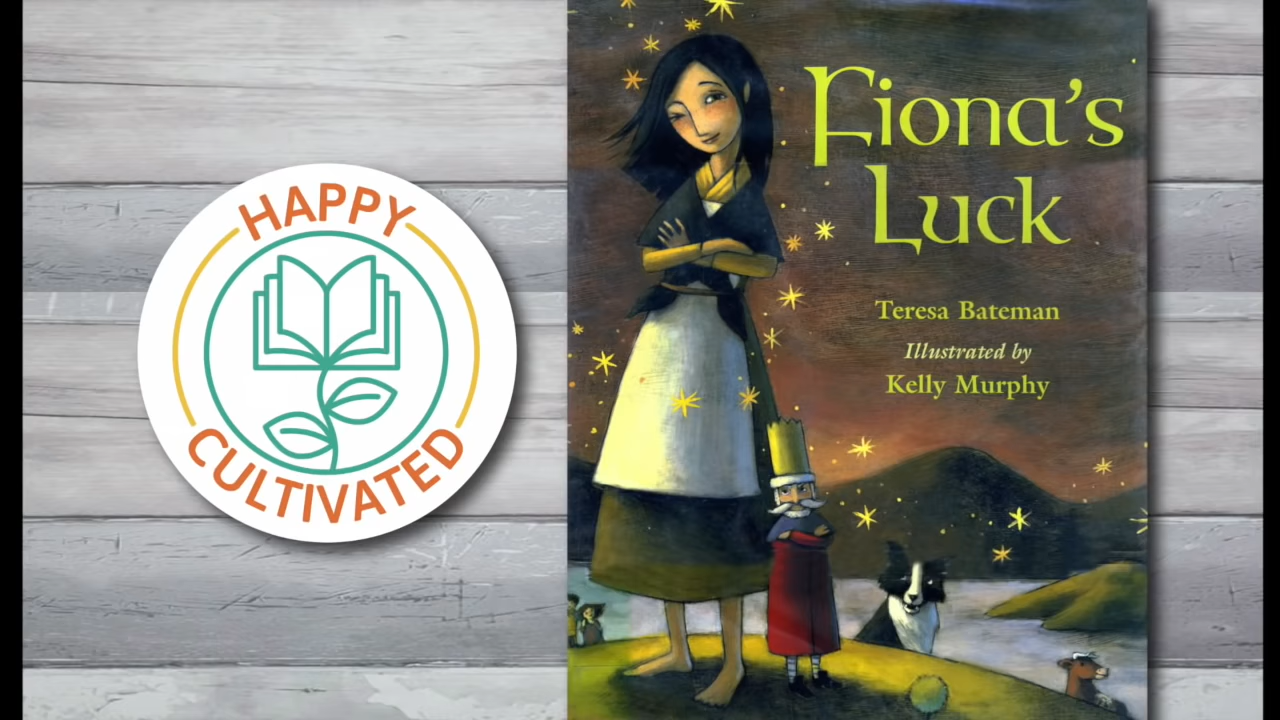 HAPPY
CULTIVATED
Fiona's
Luck
Teresa Bateman
Illustrated by
Kelly Murphy